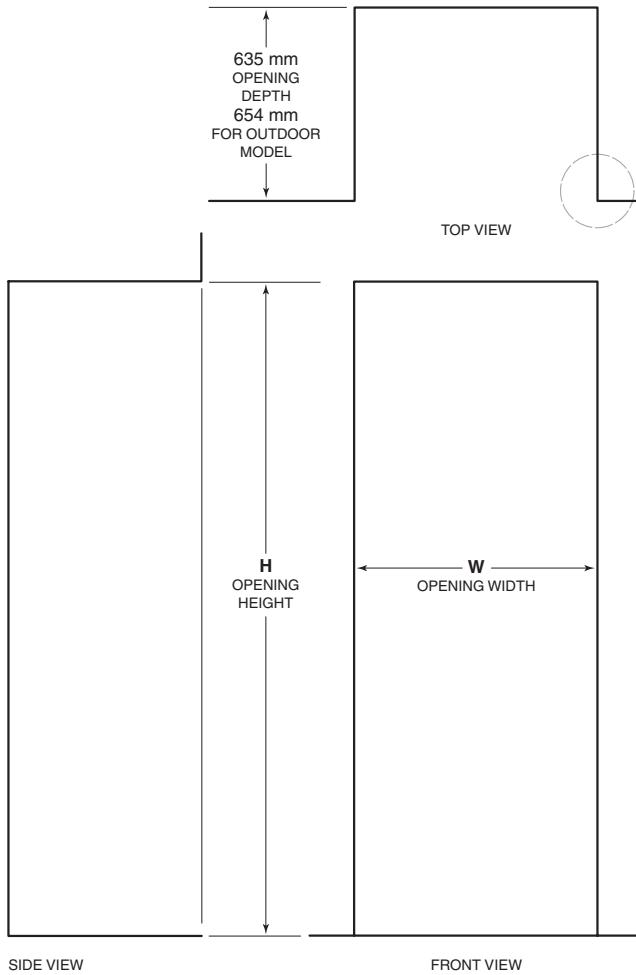 635 mm
OPENING
DEPTH
654 mm
FOR OUTDOOR
MODEL
TOP VIEW
H
OPENING
HEIGHT
W
OPENING WIDTH
SIDE VIEW
FRONT VIEW